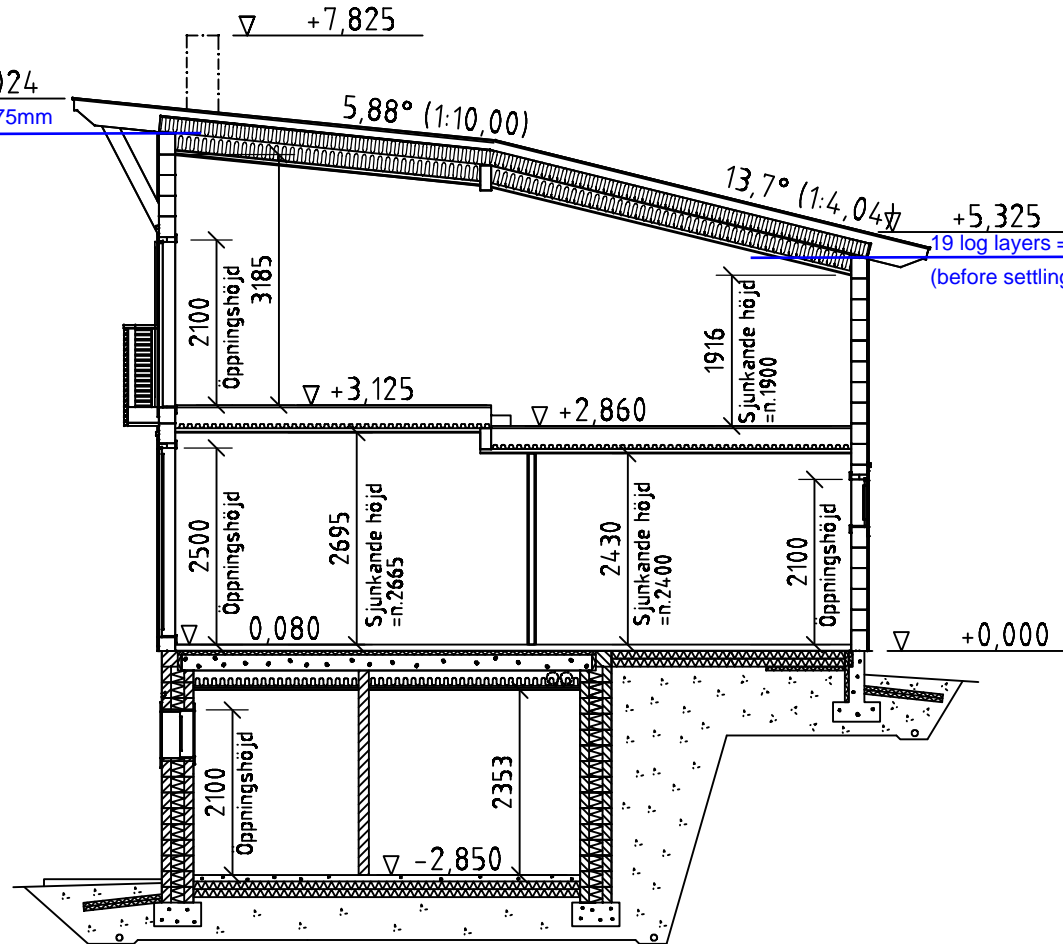 +7,825
24
75mm
5,88° (1:10,00)
13,7° (1:4,04)
+5,325
19 log layers =
(before settling
2100
Öppningshöjd
3185
1916
Sjunkande höjd
=n.1900
+3,125
+2,860
2500
Öppningshöjd
2695
Sjunkande höjd
=n.2665
2430
Sjunkande höjd
=n.2400
2100
Öppningshöjd
0,080
+0,000
2100
Öppningshöjd
2353
-2,850